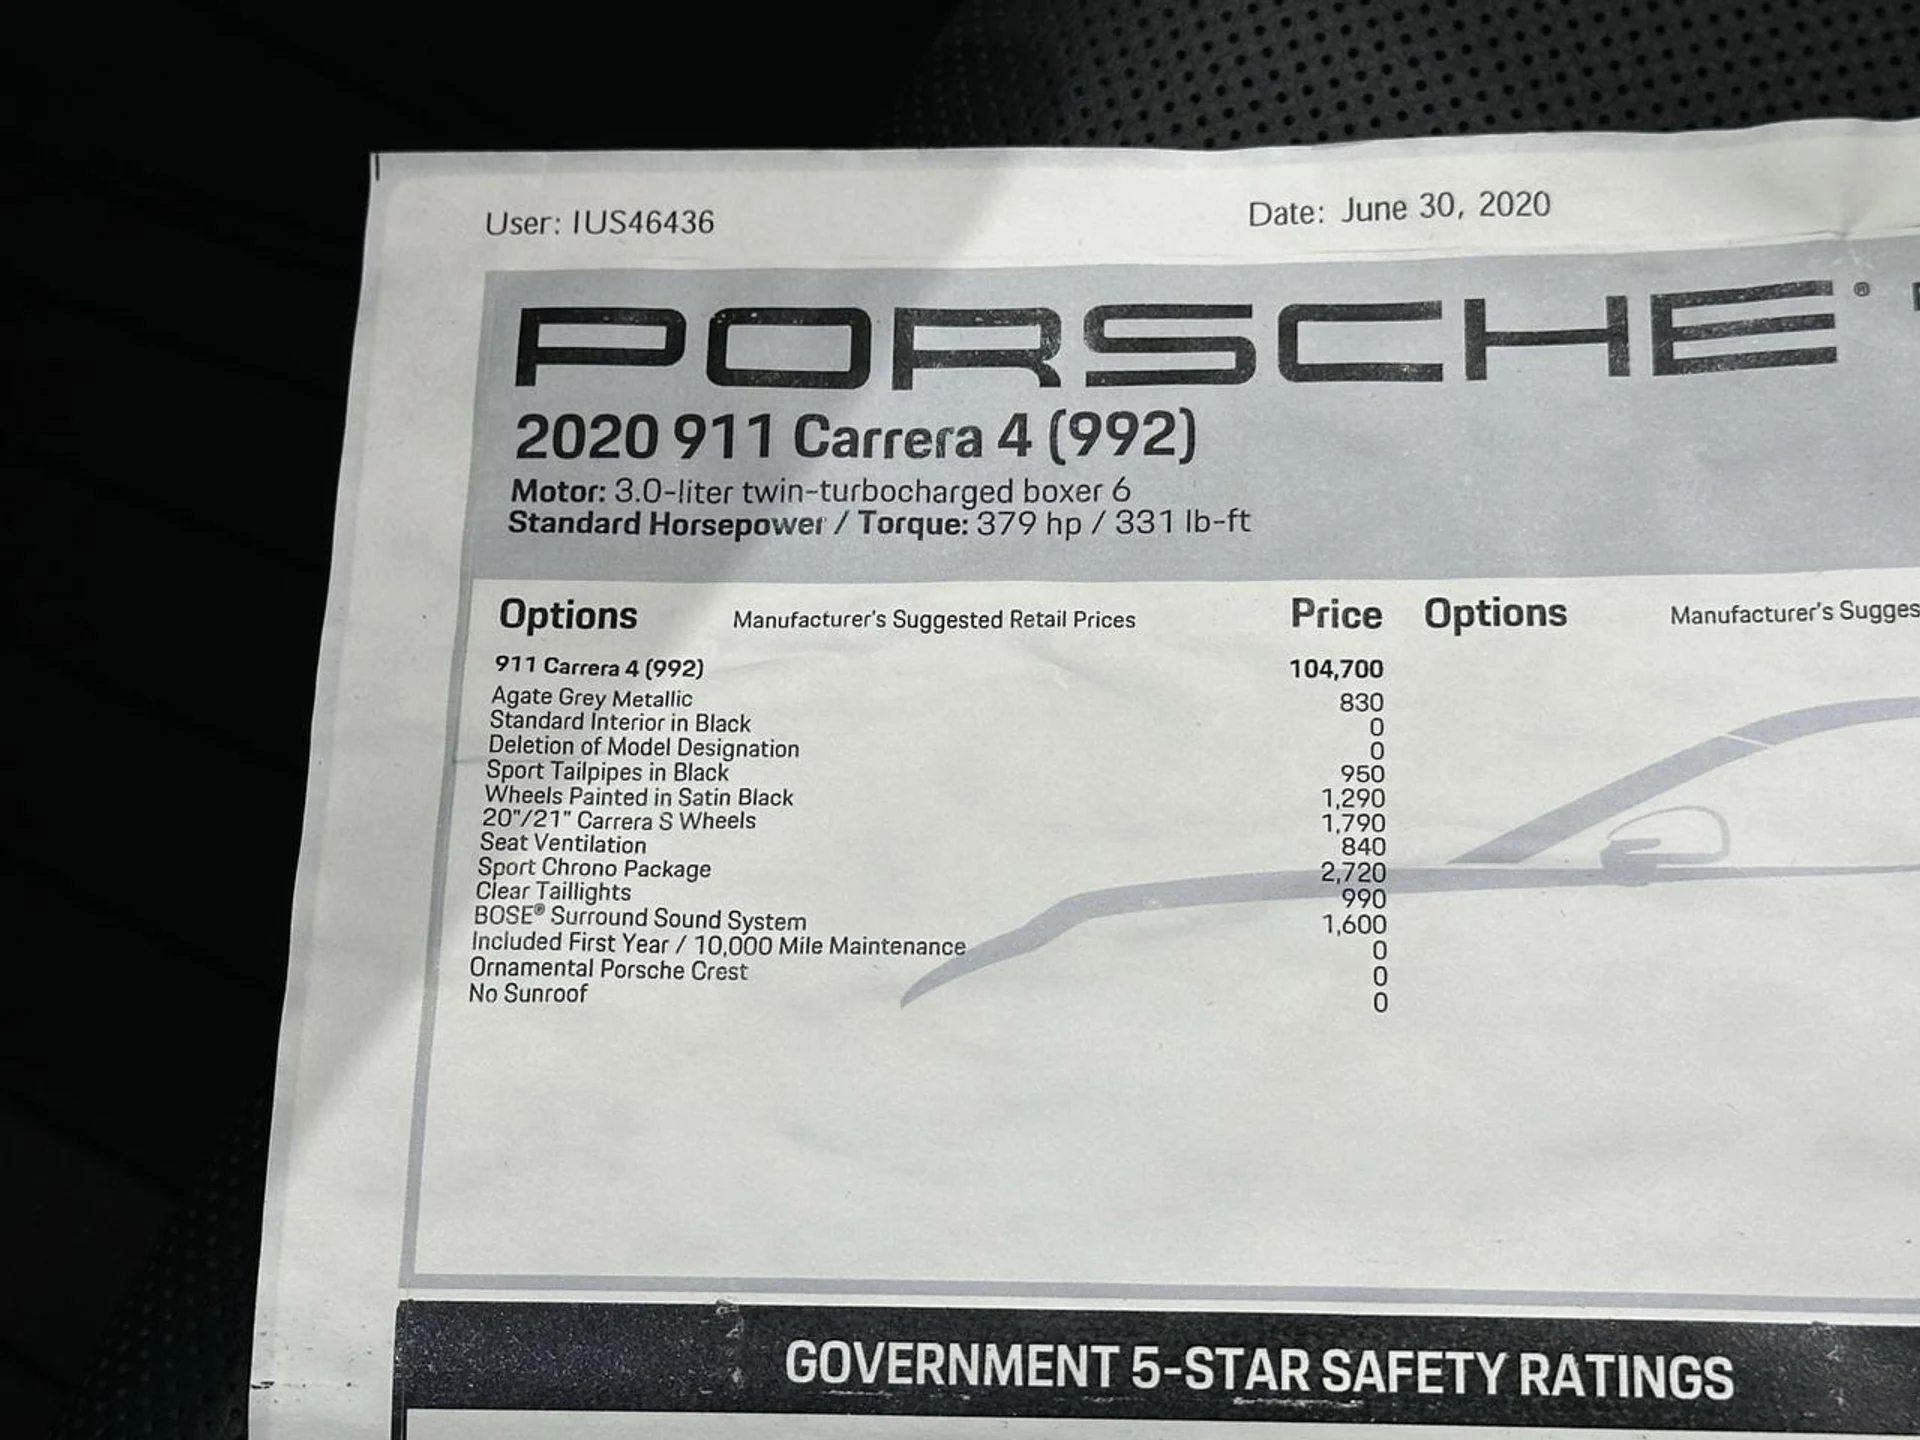 User: IUS46436 Date: June 30, 2020
PORSCHE®
2020 911 Carrera 4 (992)
Motor: 3.0-liter twin-turbocharged boxer 6
Standard Horsepower / Torque: 379 hp / 331 lb-ft
Options Manufacturer's Suggested Retail Prices Price Options Manufacturer's
911 Carrera 4 (992) 104,700
Agate Grey Metallic 830
Standard Interior in Black 0
Deletion of Model Designation 0
Sport Tailpipes in Black 950
Wheels Painted in Satin Black 1,290
20"/21" Carrera S Wheels 1,790
Seat Ventilation 840
Sport Chrono Package 2,720
Clear Taillights 990
BOSE® Surround Sound System 1,600
Included First Year / 10,000 Mile Maintenance 0
Ornamental Porsche Crest 0
No Sunroof 0
GOVERNMENT 5-STAR SAFETY RATINGS